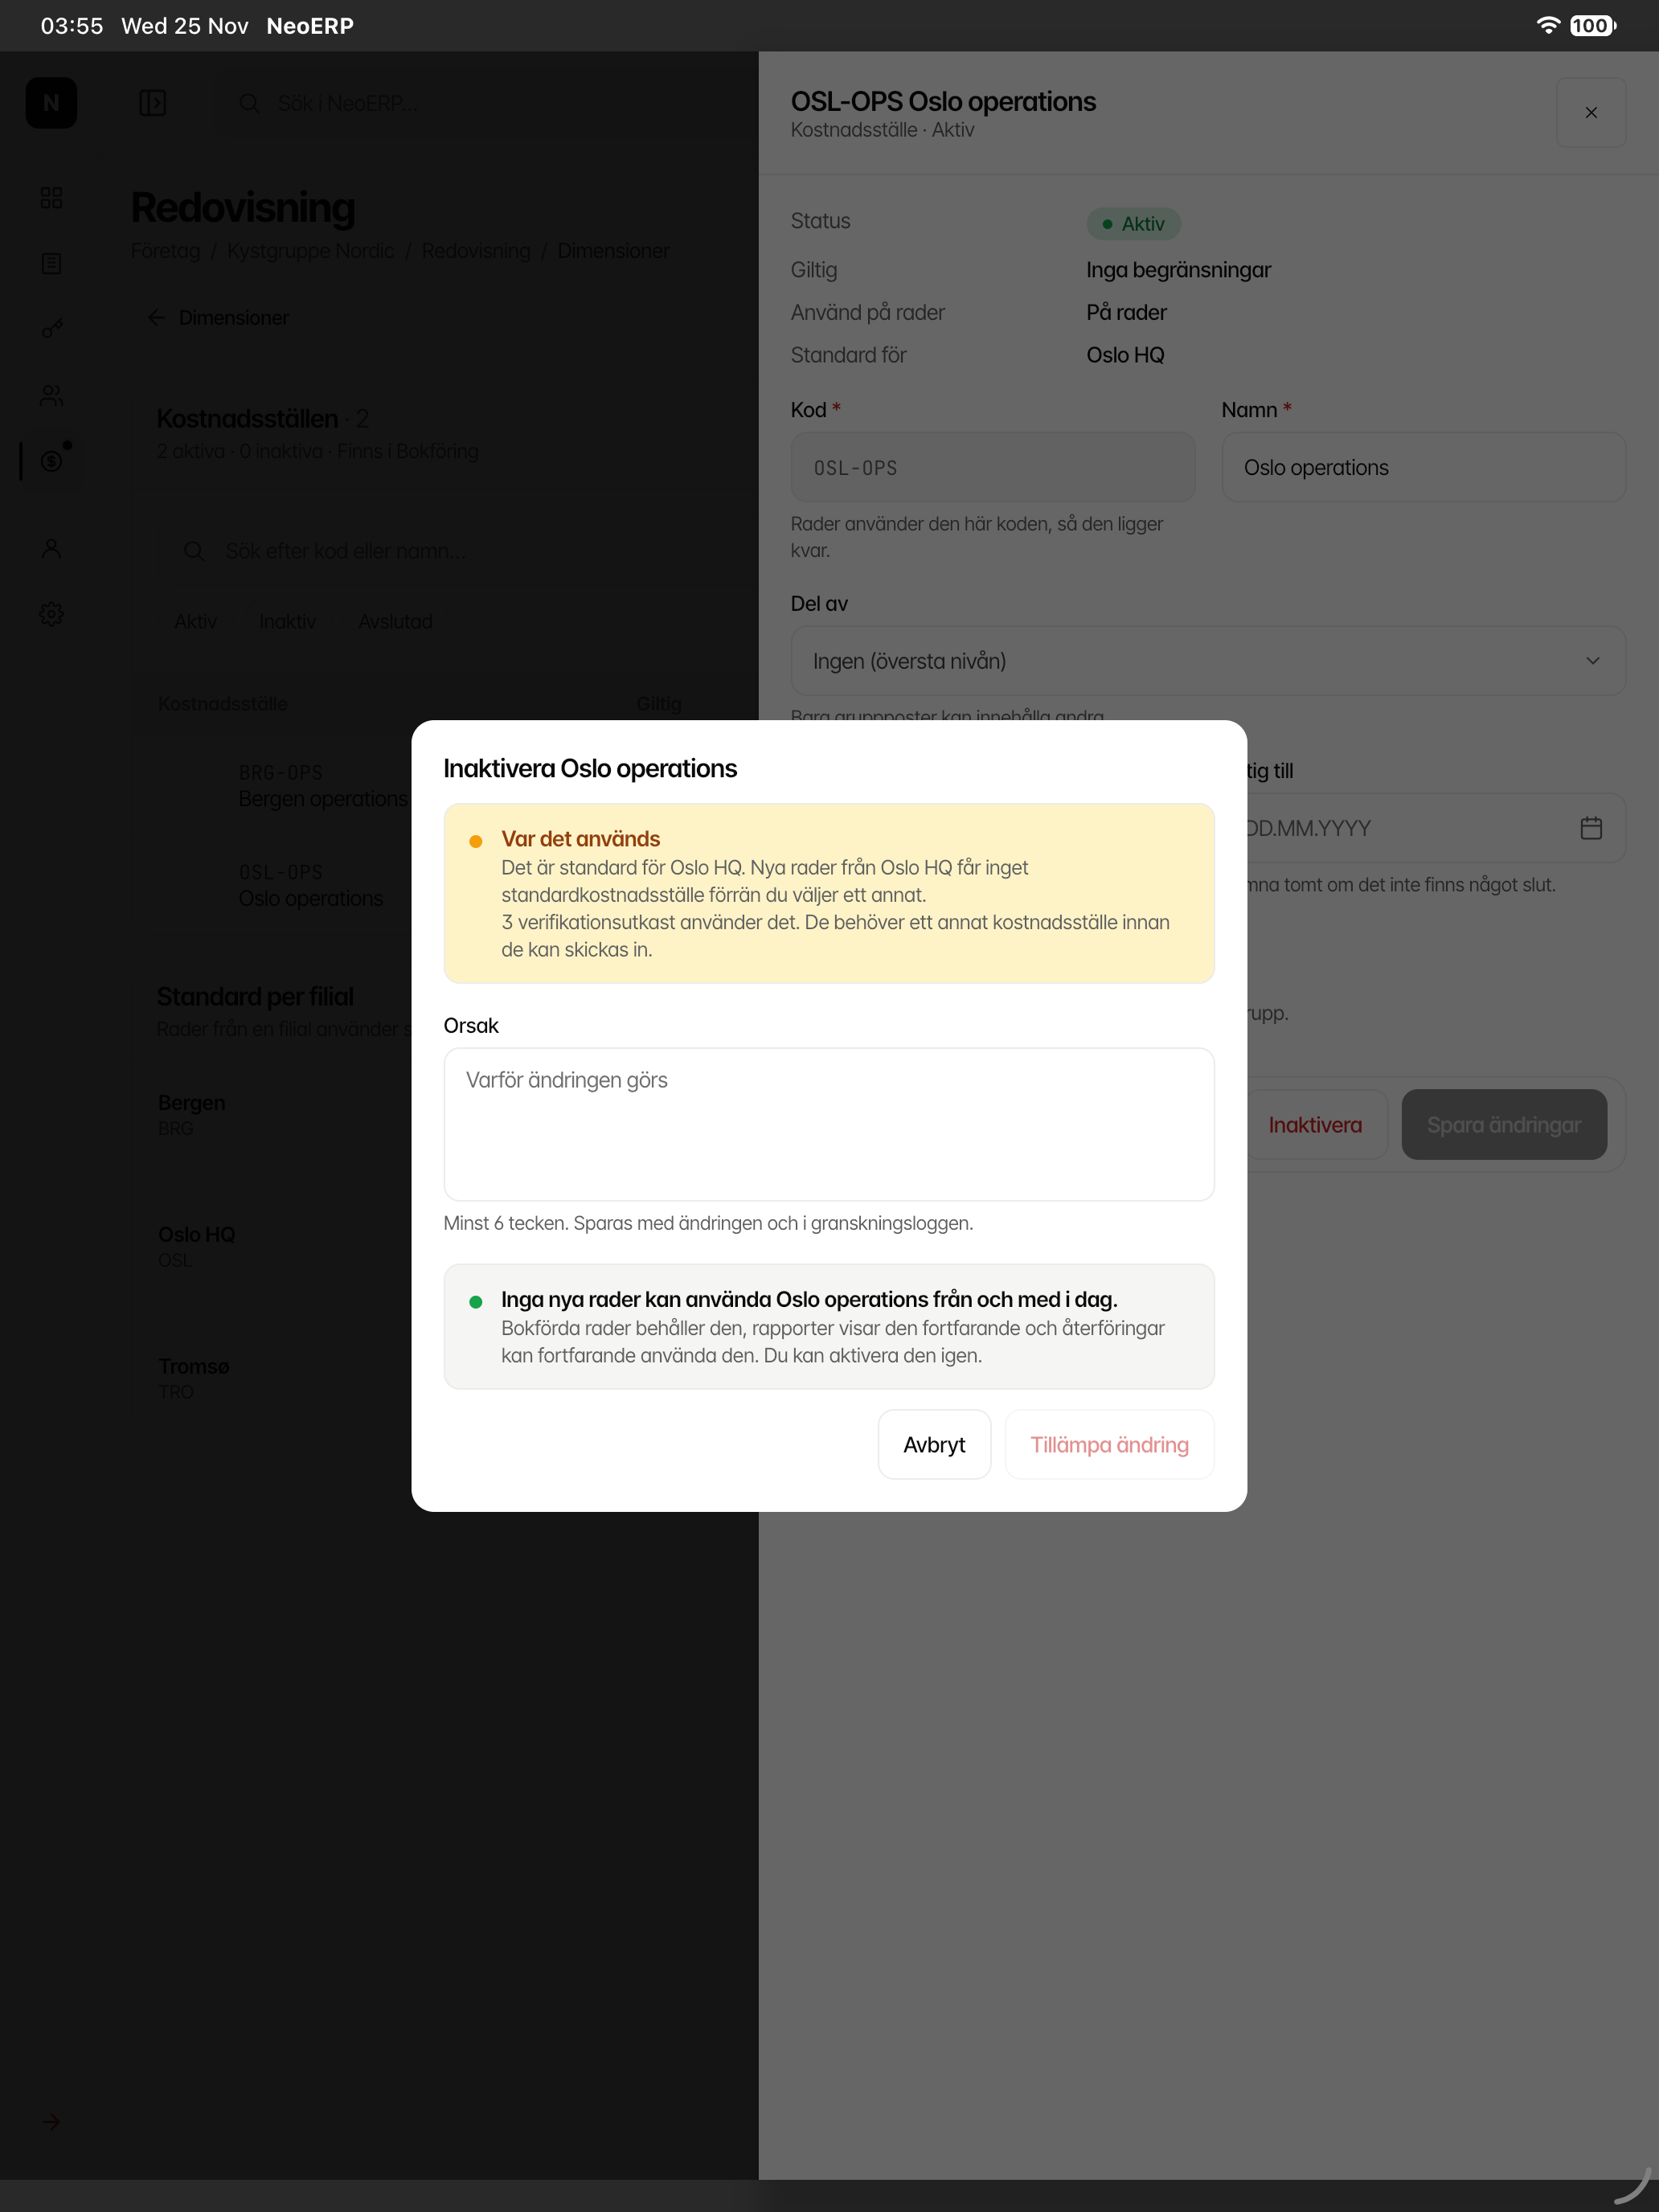 03:55 Wed 25 Nov NeoERP
100
N
Sök i NeoERP...
Redovisning
Företag / Kystgruppe Nordic / Redovisning / Dimensioner
Dimensioner
Kostnadsställen · 2
2 aktiva · 0 inaktiva · Finns i Bokföring
Sök efter kod eller namn...
Aktiv Inaktiv Avslutad
Kostnadsställe Giltig
BRG-OPS
Bergen operations
OSL-OPS
Oslo operations
Standard per filial
Rader från en filial använder
Bergen
BRG
Oslo HQ
OSL
Tromsø
TRO
OSL-OPS Oslo operations
Kostnadsställe · Aktiv
Status Aktiv
Giltig Inga begränsningar
Använd på rader På rader
Standard för Oslo HQ
Kod * Namn *
OSL-OPS Oslo operations
Rader använder den här koden, så den ligger
kvar.
Del av
Ingen (översta nivån)
Bara gruppposter kan innehålla andra.
tig till
DD.MM.YYYY
mna tomt om det inte finns något slut.
rupp.
Inaktivera Spara ändringar
Inaktivera Oslo operations
Var det används
Det är standard för Oslo HQ. Nya rader från Oslo HQ får inget
standardkostnadsställe förrän du väljer ett annat.
3 verifikationsutkast använder det. De behöver ett annat kostnadsställe innan
de kan skickas in.
Orsak
Varför ändringen görs
Minst 6 tecken. Sparas med ändringen och i granskningsloggen.
Inga nya rader kan använda Oslo operations från och med i dag.
Bokförda rader behåller den, rapporter visar den fortfarande och återföringar
kan fortfarande använda den. Du kan aktivera den igen.
Avbryt Tillämpa ändring